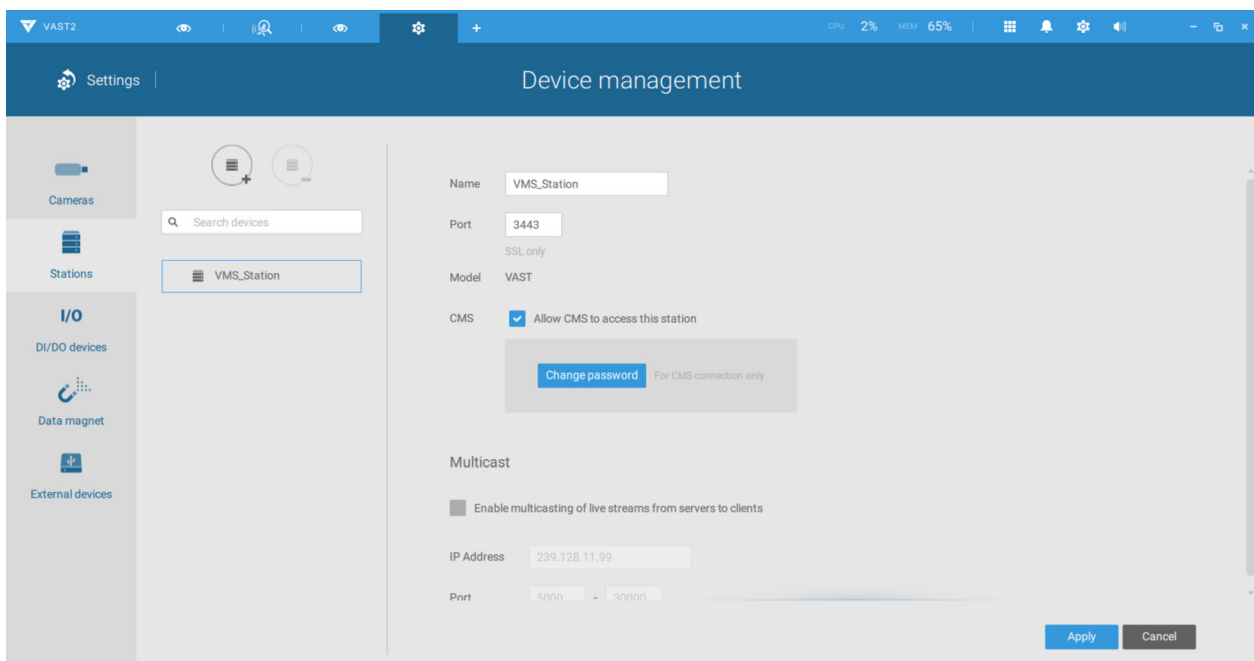 VAST2
+
CPU 2% MEM 65%
Settings
Device management
Cameras
Stations
I/O
DI/DO devices
Data magnet
External devices
Search devices
VMS_Station
Name VMS_Station
Port 3443
SSL only
Model VAST
CMS Allow CMS to access this station
Change password For CMS connection only
Multicast
Enable multicasting of live streams from servers to clients
IP Address 239.128.11.99
Port 5000 - 30000
Apply Cancel